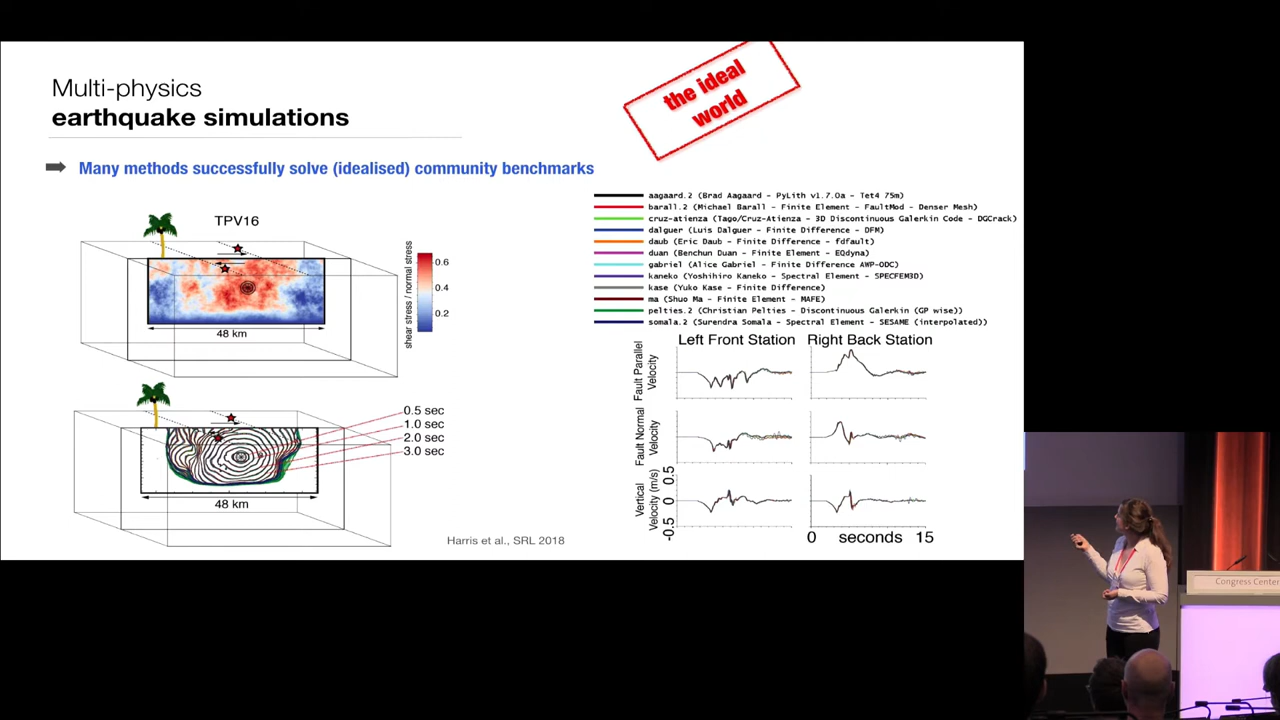 Multi-physics
earthquake simulations
the ideal
world
Many methods successfully solve (idealised) community benchmarks
TPV16
0.6
0.4
0.2
shear stress / normal stress
48 km
0.5 sec
1.0 sec
2.0 sec
3.0 sec
48 km
Harris et al., SRL 2018
aagaard.2 (Brad Aagaard - PyLith v1.7.0a - Tet4 75m)
barall.2 (Michael Barall - Finite Element - FaultMod - Denser Mesh)
cruz-atienza (Tago/Cruz-Atienza - 3D Discontinuous Galerkin Code - DGCrack)
dalguer (Luis Dalguer - Finite Difference - DFM)
daub (Eric Daub - Finite Difference - fdfault)
duan (Benchun Duan - Finite Element - EQdyna)
gabriel (Alice Gabriel - Finite Difference AWP-ODC)
kaneko (Yoshihiro Kaneko - Spectral Element - SPECFEM3D)
kase (Yuko Kase - Finite Difference)
ma (Shuo Ma - Finite Element - MAFE)
pelties.2 (Christian Pelties - Discontinuous Galerkin (GP wise))
somala.2 (Surendra Somala - Spectral Element - SESAME (interpolated))
Left Front Station
Right Back Station
Fault Parallel
Velocity
Fault Normal
Velocity
Vertical
Velocity (m/s)
0.5
0
-0.5
0
seconds
15
Congress Center